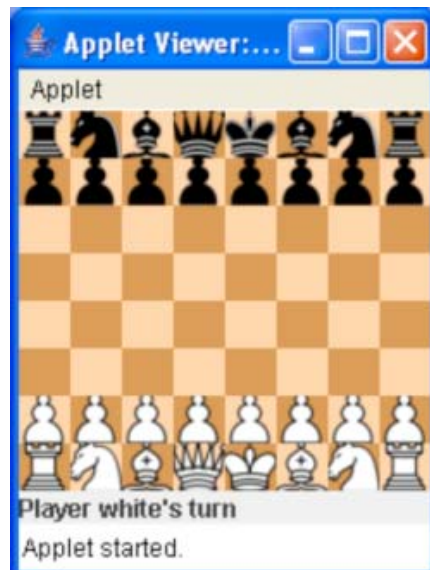 Applet Viewer:...
Applet
Player white's turn
Applet started.